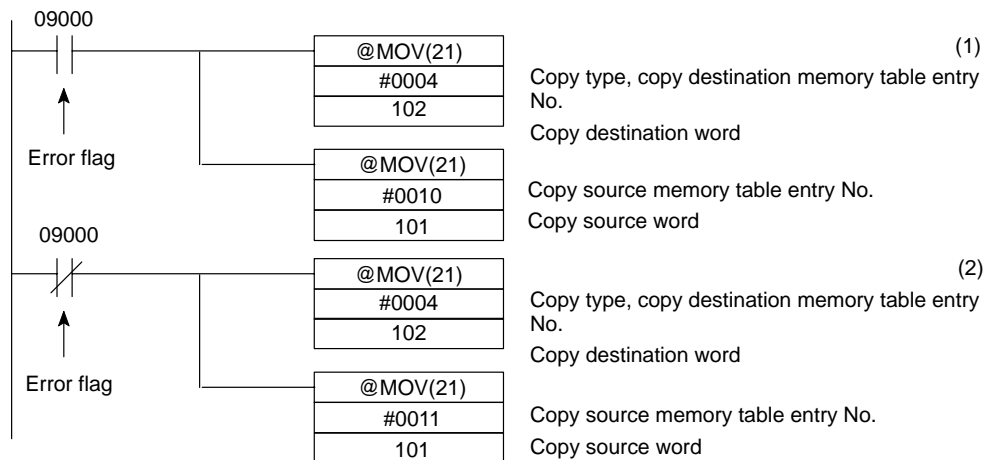 09000
@MOV(21)
(1)
#0004
Copy type, copy destination memory table entry
No.
102
Copy destination word
Error flag
@MOV(21)
#0010
Copy source memory table entry No.
101
Copy source word
09000
@MOV(21)
(2)
#0004
Copy type, copy destination memory table entry
No.
102
Copy destination word
Error flag
@MOV(21)
#0011
Copy source memory table entry No.
101
Copy source word